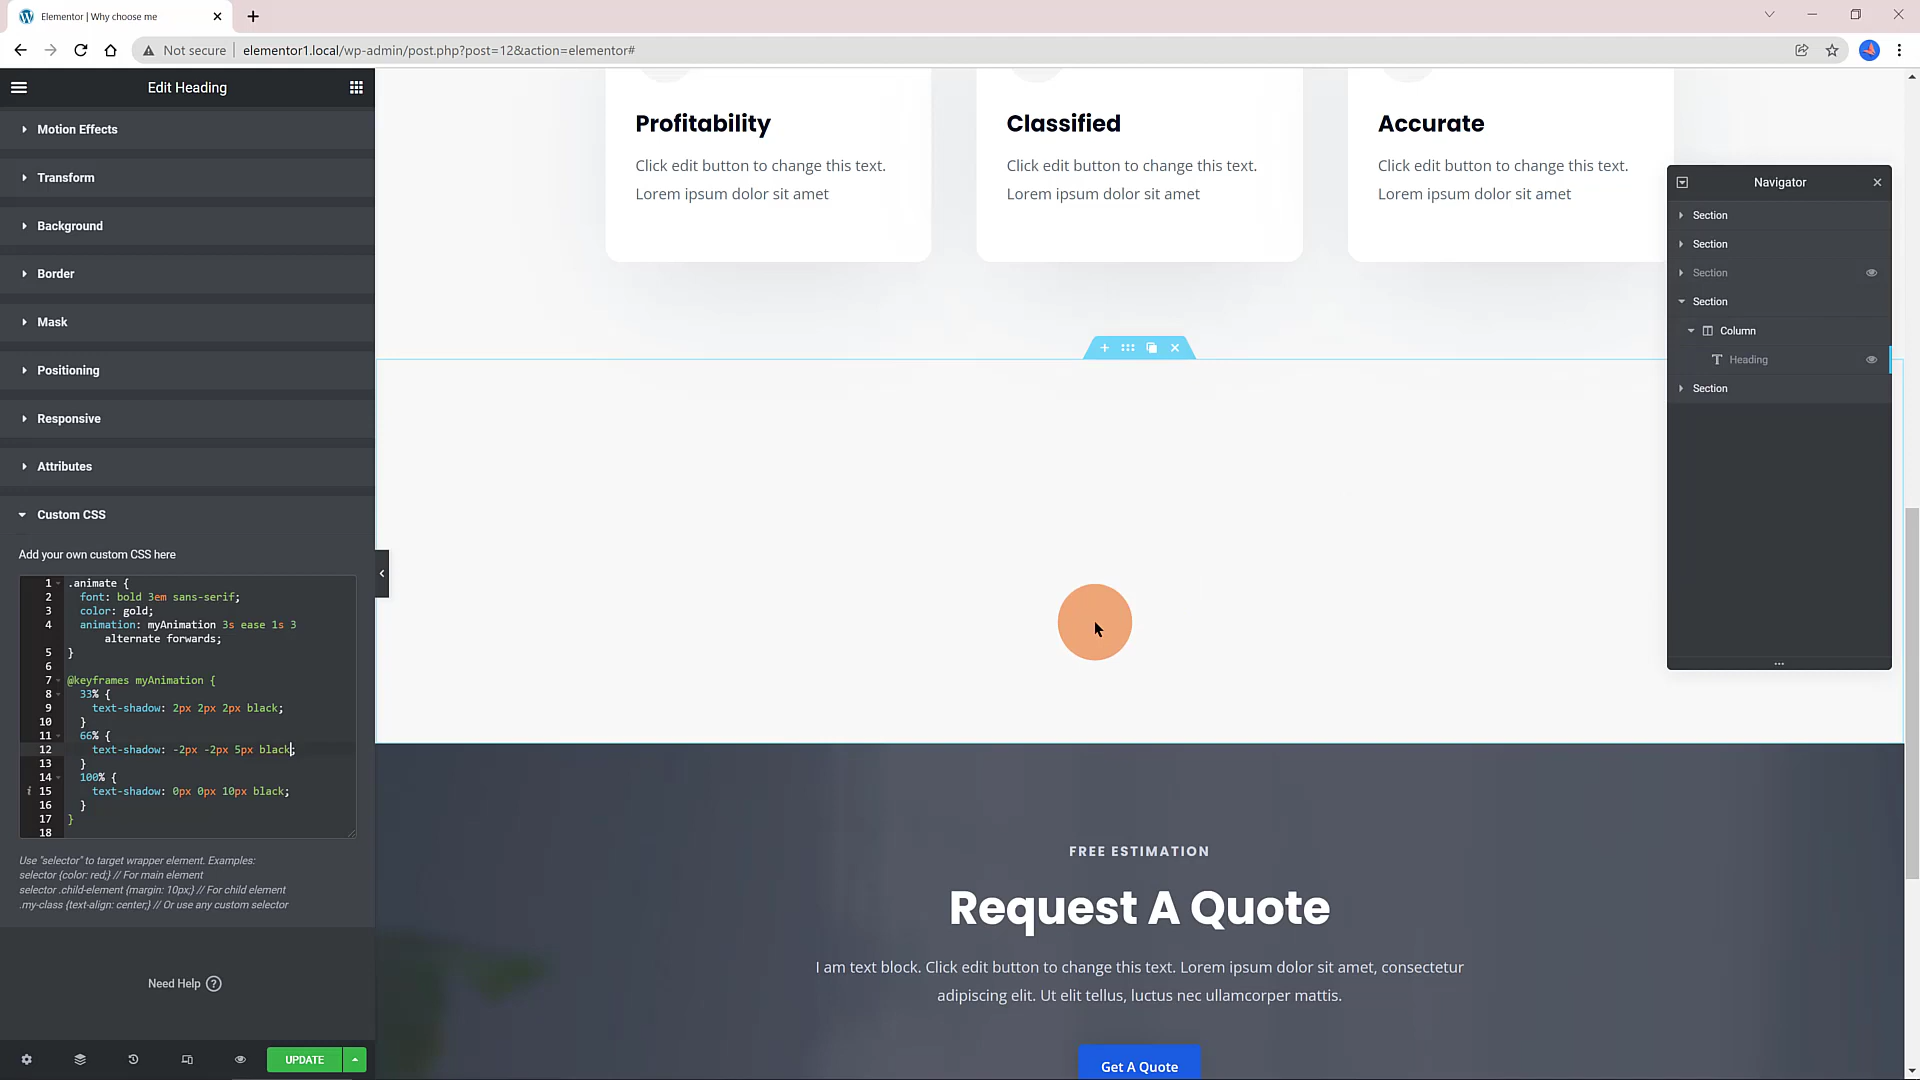 Elementor | Why choose me
Not secure
elementor1.local/wp-admin/post.php?post=12&action=elementor#
Edit Heading
Motion Effects
Transform
Background
Border
Mask
Positioning
Responsive
Attributes
Custom CSS
Add your own custom CSS here
1 .animate {
2 font: bold 3em sans-serif;
3 color: gold;
4 animation: myAnimation 3s ease 1s 3
alternate forwards;
5 }
6
7 @keyframes myAnimation {
8 33% {
9 text-shadow: 2px 2px 2px black;
10 }
11 66% {
12 text-shadow: -2px -2px 5px black;
13 }
14 100% {
15 text-shadow: 0px 0px 10px black;
16 }
17 }
18
Use "selector" to target wrapper element. Examples:
selector {color: red;} // For main element
selector .child-element {margin: 10px;} // For child element
.my-class {text-align: center;} // Or use any custom selector
Need Help
UPDATE
Profitability
Click edit button to change this text.
Lorem ipsum dolor sit amet
Classified
Click edit button to change this text.
Lorem ipsum dolor sit amet
Accurate
Click edit button to change this text.
Lorem ipsum dolor sit amet
Navigator
Section
Section
Section
Section
Column
Heading
Section
FREE ESTIMATION
Request A Quote
I am text block. Click edit button to change this text. Lorem ipsum dolor sit amet, consectetur
adipiscing elit. Ut elit tellus, luctus nec ullamcorper mattis.
Get A Quote